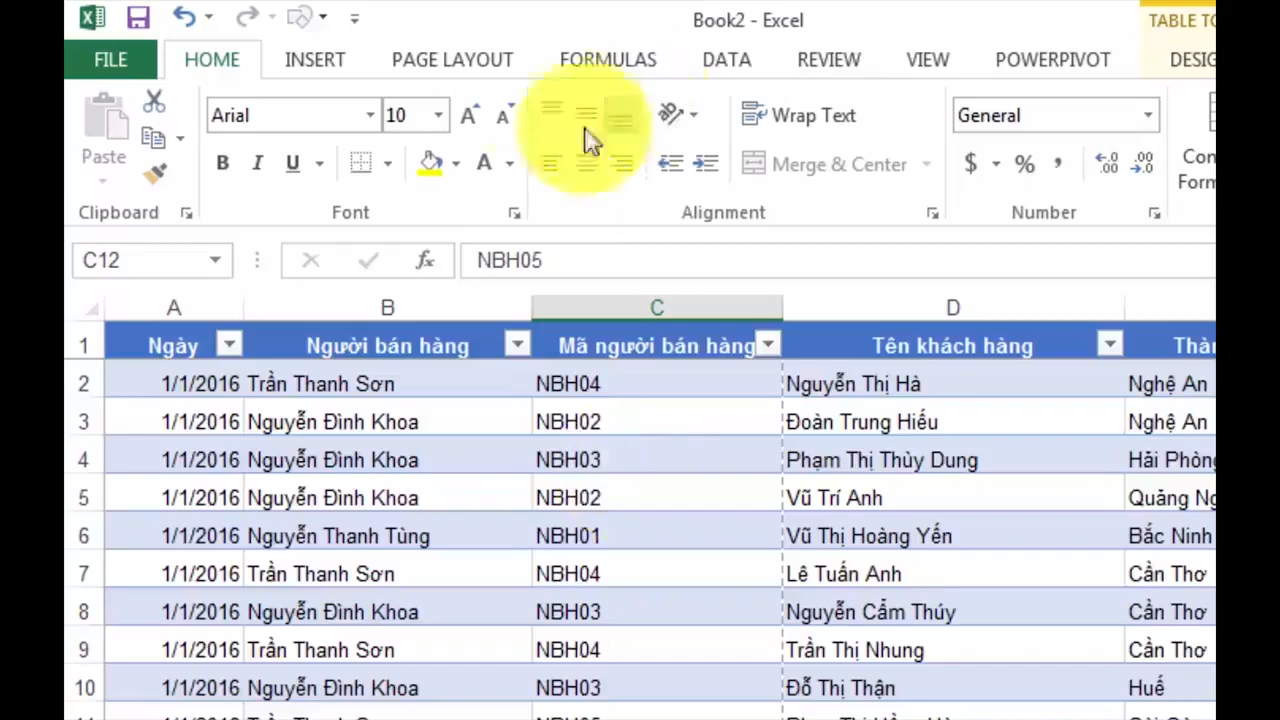 Book2 - Excel
TABLE TO
FILE HOME INSERT PAGE LAYOUT FORMULAS DATA REVIEW VIEW POWERPIVOT DESIG
Arial 10 Wrap Text General
Paste B I U A Merge & Center $ % , Con
Form
Clipboard Font Alignment Number
C12 fx NBH05
A B C D
1 Ngày Người bán hàng Mã người bán hàng Tên khách hàng Thàn
2 1/1/2016 Trần Thanh Sơn NBH04 Nguyễn Thị Hà Nghệ An
3 1/1/2016 Nguyễn Đình Khoa NBH02 Đoàn Trung Hiếu Nghệ An
4 1/1/2016 Nguyễn Đình Khoa NBH03 Phạm Thị Thùy Dung Hải Phòng
5 1/1/2016 Nguyễn Đình Khoa NBH02 Vũ Trí Anh Quảng Ng
6 1/1/2016 Nguyễn Thanh Tùng NBH01 Vũ Thị Hoàng Yến Bắc Ninh
7 1/1/2016 Trần Thanh Sơn NBH04 Lê Tuấn Anh Cần Thơ
8 1/1/2016 Nguyễn Đình Khoa NBH03 Nguyễn Cẩm Thúy Cần Thơ
9 1/1/2016 Trần Thanh Sơn NBH04 Trần Thị Nhung Cần Thơ
10 1/1/2016 Nguyễn Đình Khoa NBH03 Đỗ Thị Thận Huế